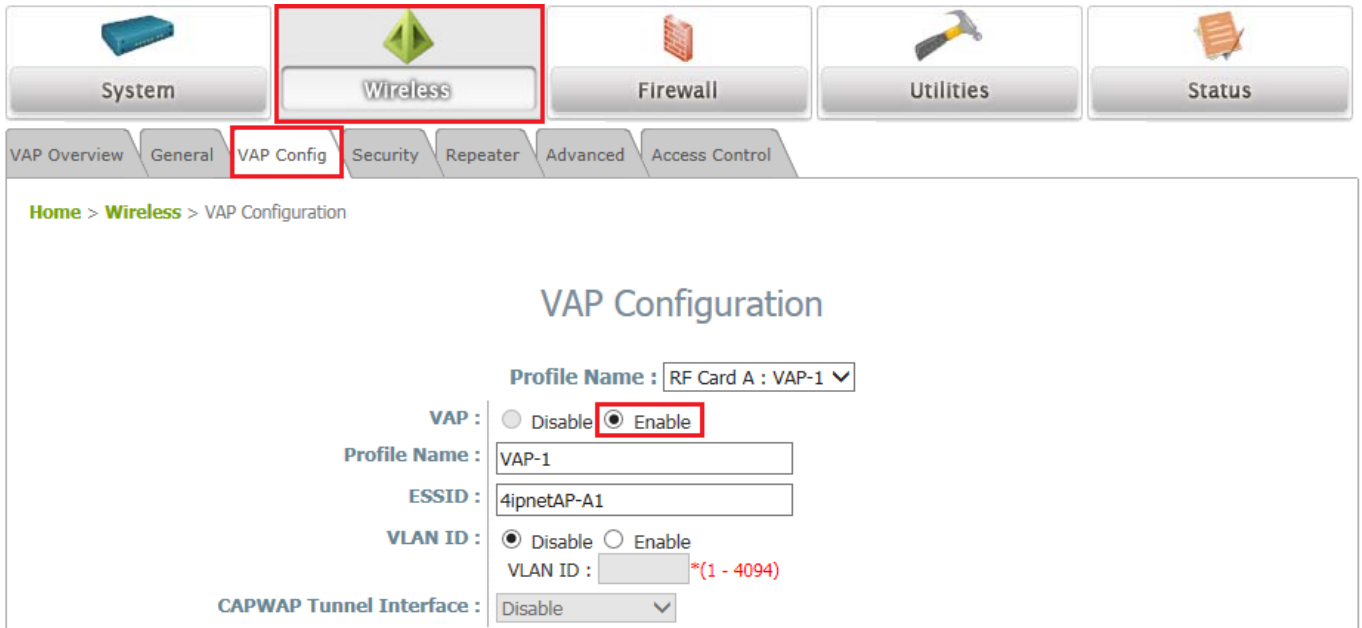 System Wireless Firewall Utilities Status
VAP Overview General VAP Config Security Repeater Advanced Access Control
Home > Wireless > VAP Configuration
VAP Configuration
Profile Name : RF Card A : VAP-1
VAP : Disable Enable
Profile Name : VAP-1
ESSID : 4ipnetAP-A1
VLAN ID : Disable Enable
VLAN ID : *(1 - 4094)
CAPWAP Tunnel Interface : Disable